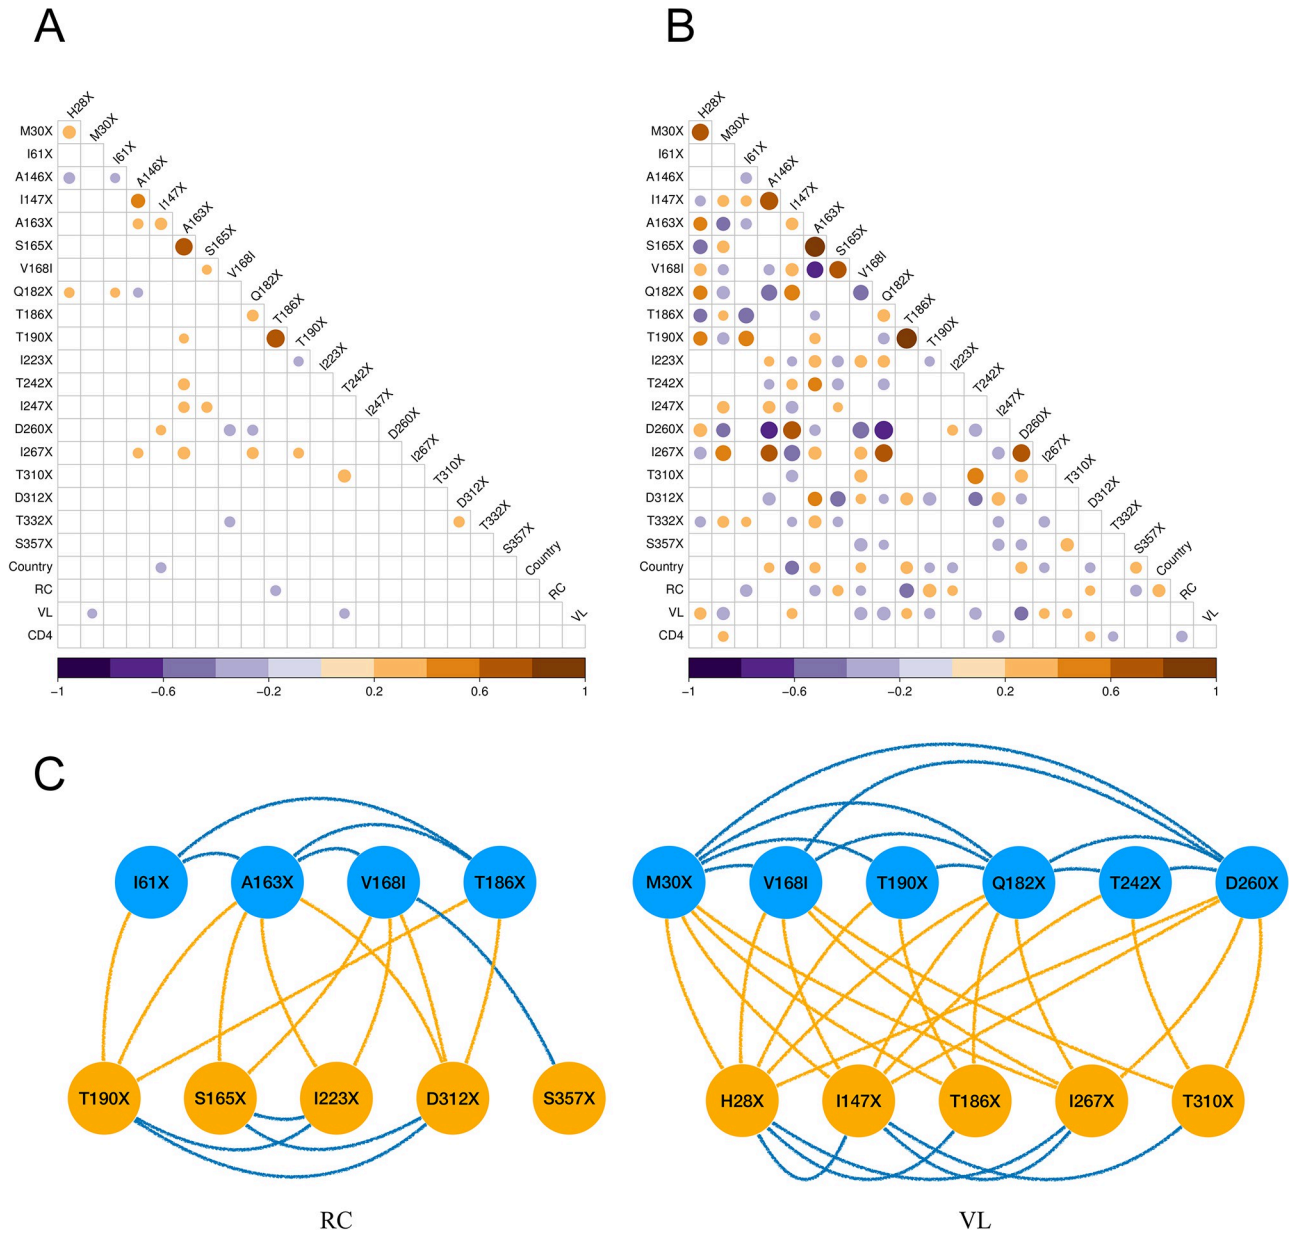 A
B
H28X
M30X
M30X
I61X
I61X
A146X
A146X
I147X
I147X
A163X
A163X
S165X
S165X
V168I
V168I
Q182X
Q182X
T186X
T186X
T190X
T190X
I223X
I223X
T242X
T242X
I247X
I247X
D260X
D260X
I267X
I267X
T310X
T310X
D312X
D312X
T332X
T332X
S357X
S357X
Country
Country
RC
RC
VL
VL
CD4
−1 −0.6 −0.2 0.2 0.6 1
H28X
M30X
M30X
I61X
I61X
A146X
A146X
I147X
I147X
A163X
A163X
S165X
S165X
V168I
V168I
Q182X
Q182X
T186X
T186X
T190X
T190X
I223X
I223X
T242X
T242X
I247X
I247X
D260X
D260X
I267X
I267X
T310X
T310X
D312X
D312X
T332X
T332X
S357X
S357X
Country
Country
RC
RC
VL
VL
CD4
−1 −0.6 −0.2 0.2 0.6 1
C
I61X A163X V168I T186X
T190X S165X I223X D312X S357X
RC
M30X V168I T190X Q182X T242X D260X
H28X I147X T186X I267X T310X
VL